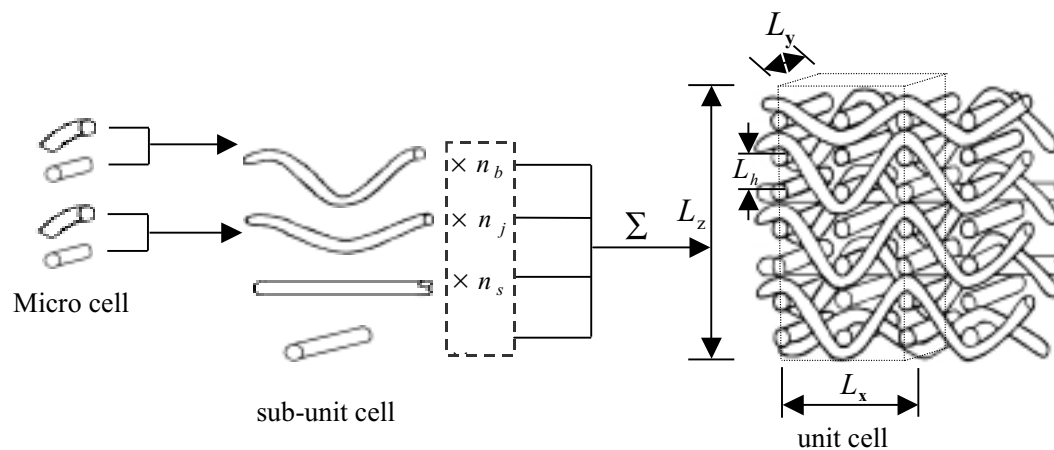 L_y
× n_b
L_h
× n_j
Σ
L_z
× n_s
Micro cell
L_x
sub-unit cell
unit cell